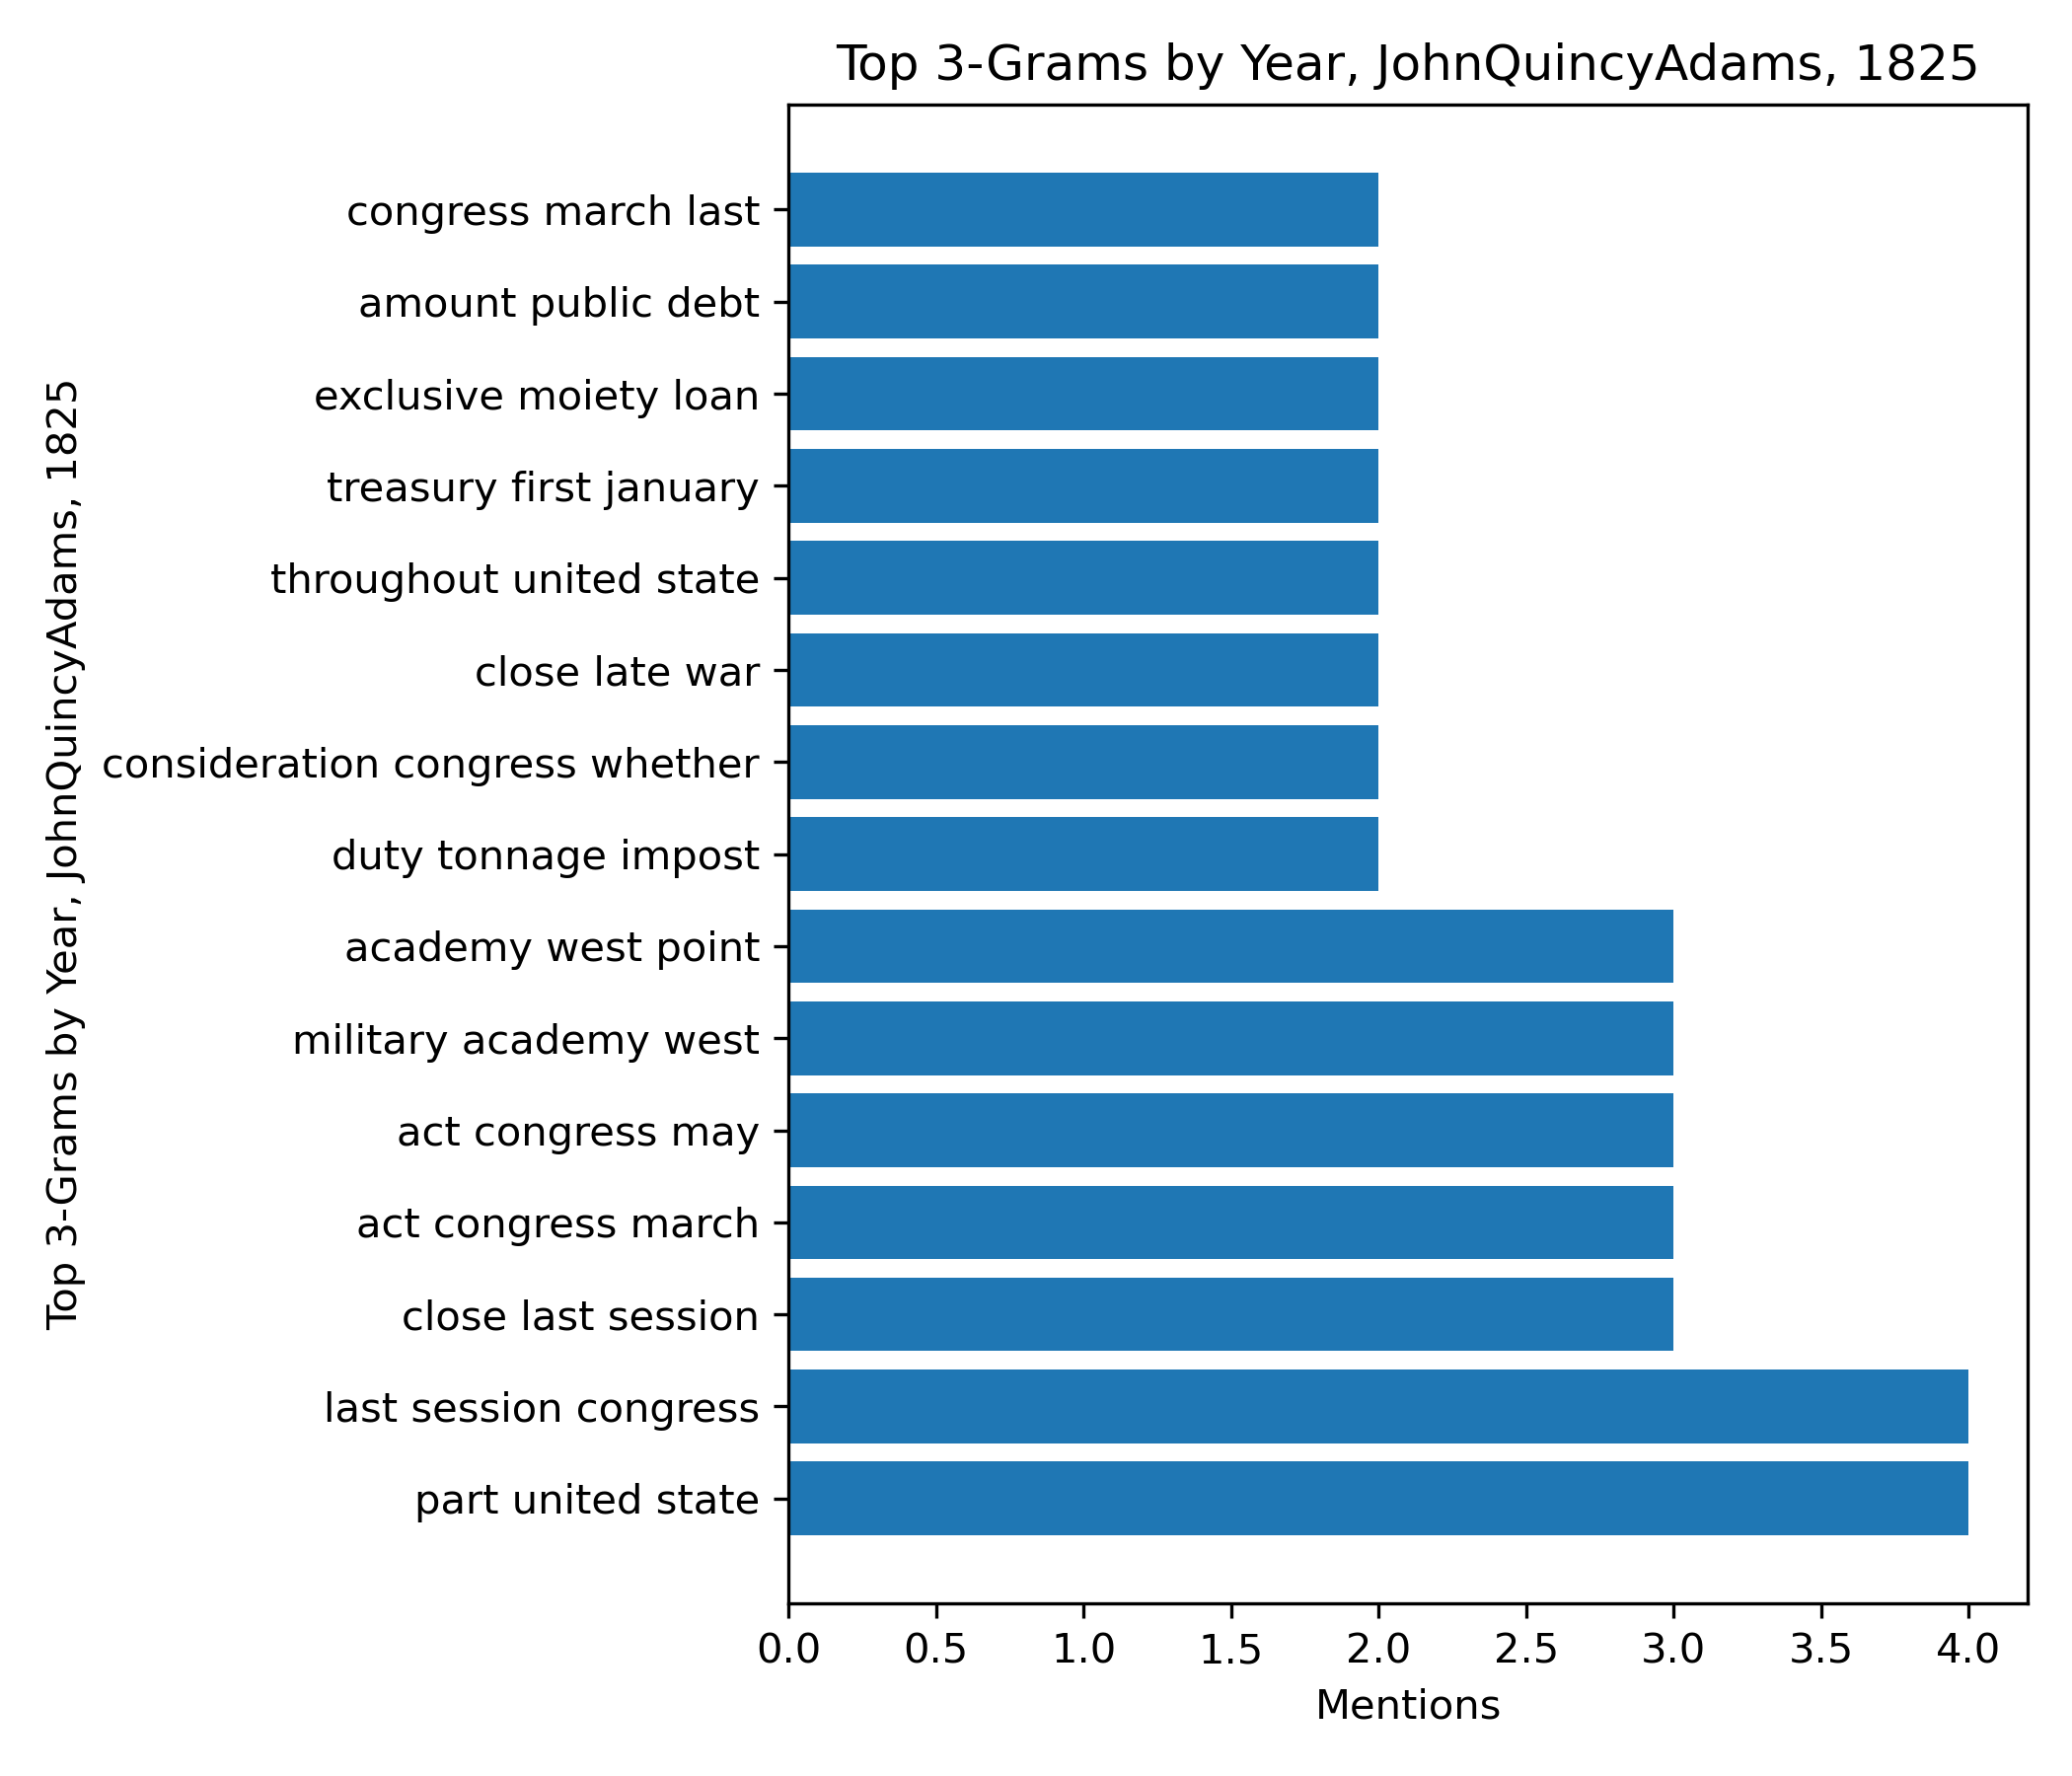 Top 3-Grams by Year, JohnQuincyAdams, 1825
Top 3-Grams by Year, JohnQuincyAdams, 1825
congress march last
amount public debt
exclusive moiety loan
treasury first january
throughout united state
close late war
consideration congress whether
duty tonnage impost
academy west point
military academy west
act congress may
act congress march
close last session
last session congress
part united state
0.0 0.5 1.0 1.5 2.0 2.5 3.0 3.5 4.0
Mentions